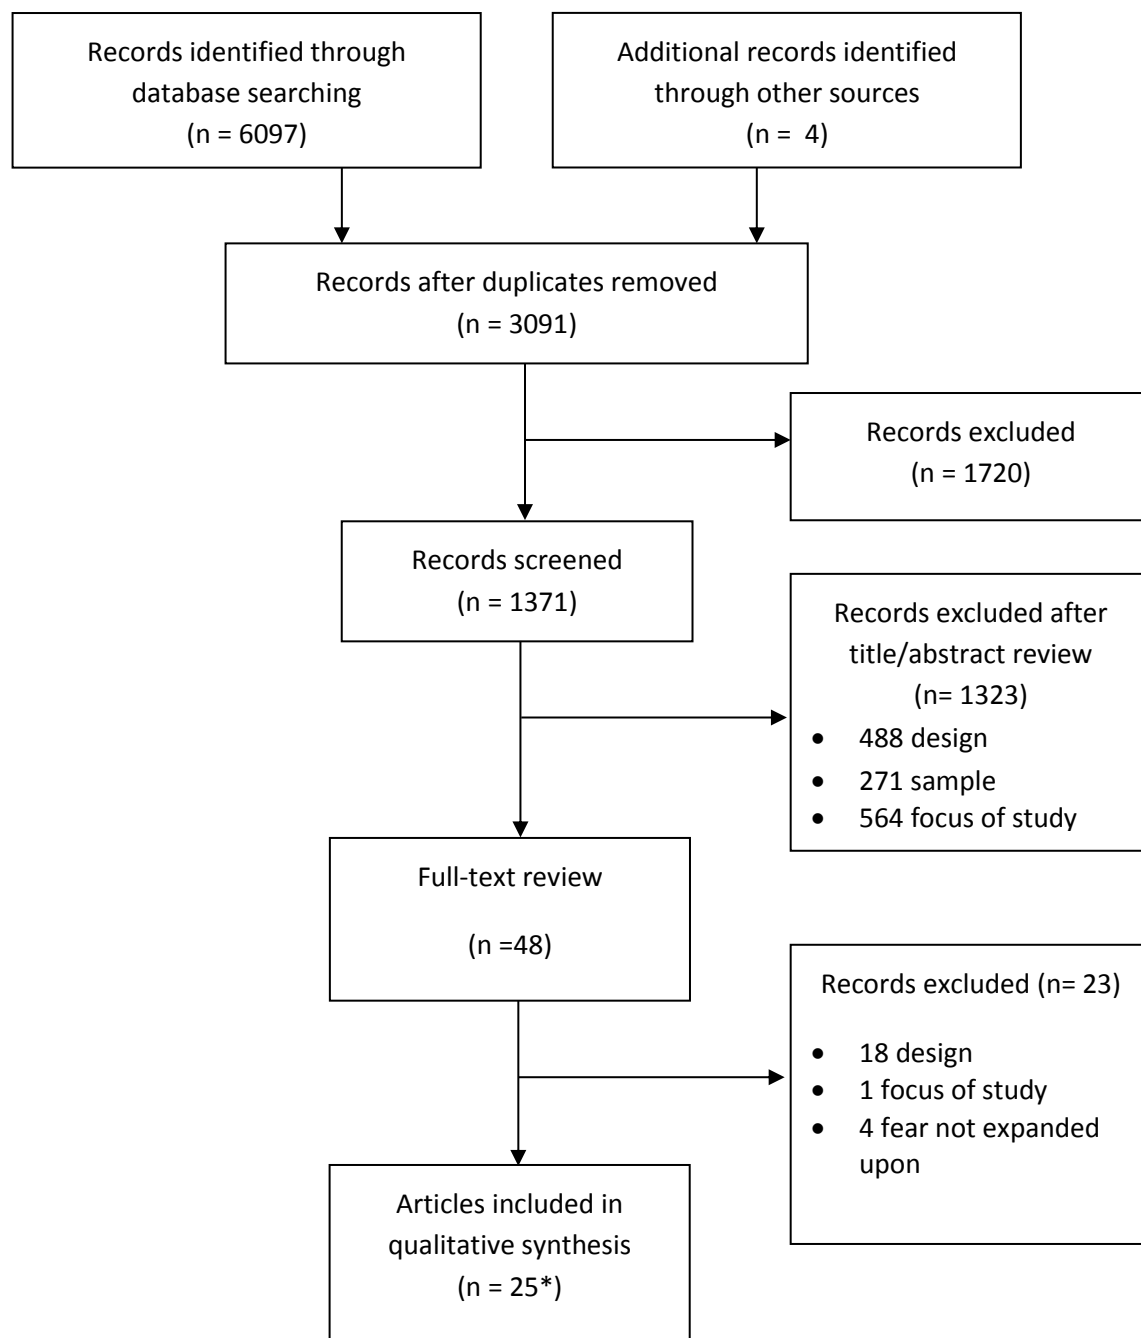 Records identified through
database searching
(n = 6097)
Additional records identified
through other sources
(n = 4)
Records after duplicates removed
(n = 3091)
Records excluded
(n = 1720)
Records screened
(n = 1371)
Records excluded after
title/abstract review
(n= 1323)
• 488 design
• 271 sample
• 564 focus of study
Full-text review
(n =48)
Records excluded (n= 23)
• 18 design
• 1 focus of study
• 4 fear not expanded
upon
Articles included in
qualitative synthesis
(n = 25*)